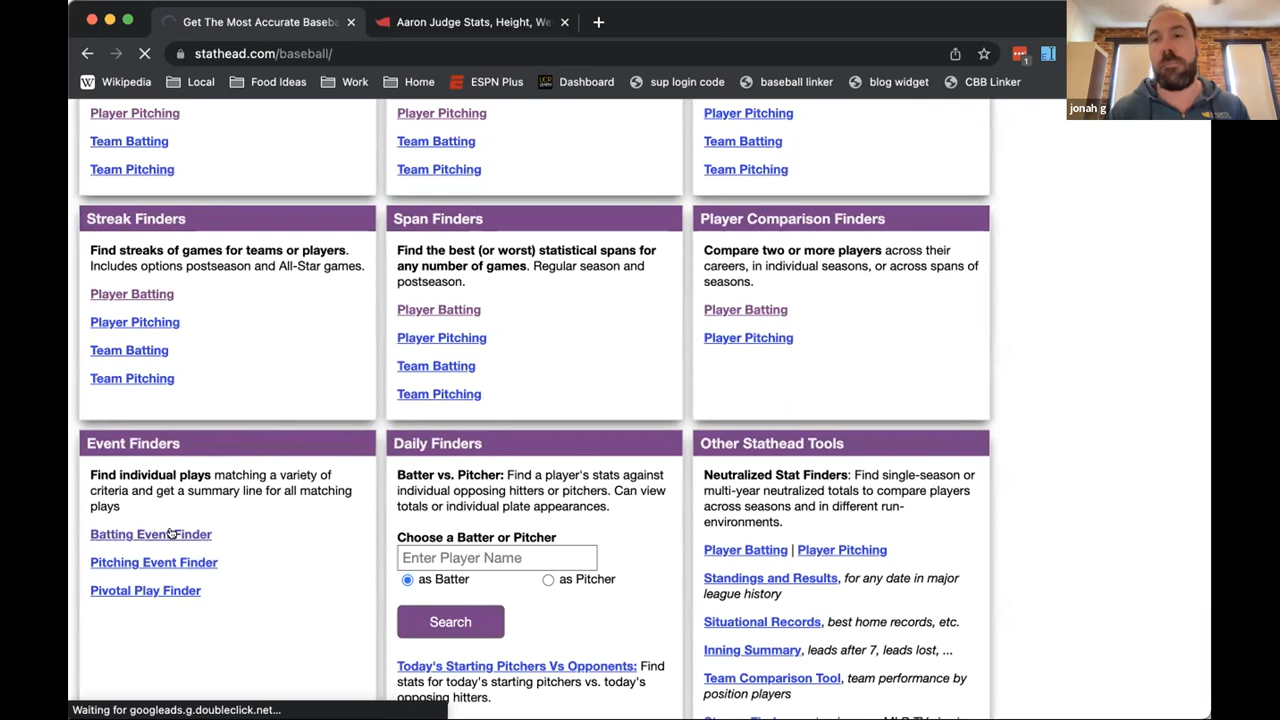 Get The Most Accurate Baseba
Aaron Judge Stats, Height, We
stathead.com/baseball/
1
Wikipedia
Local
Food Ideas
Work
Home
ESPN Plus
Dashboard
sup login code
baseball linker
blog widget
CBB Linker
jonah g
Player Pitching
Team Batting
Team Pitching
Player Pitching
Team Batting
Team Pitching
Player Pitching
Team Batting
Team Pitching
Streak Finders
Find streaks of games for teams or players.
Includes options postseason and All-Star games.
Player Batting
Player Pitching
Team Batting
Team Pitching
Span Finders
Find the best (or worst) statistical spans for
any number of games. Regular season and
postseason.
Player Batting
Player Pitching
Team Batting
Team Pitching
Player Comparison Finders
Compare two or more players across their
careers, in individual seasons, or across spans of
seasons.
Player Batting
Player Pitching
Event Finders
Find individual plays matching a variety of
criteria and get a summary line for all matching
plays
Batting Event Finder
Pitching Event Finder
Pivotal Play Finder
Daily Finders
Batter vs. Pitcher: Find a player's stats against
individual opposing hitters or pitchers. Can view
totals or individual plate appearances.
Choose a Batter or Pitcher
Enter Player Name
as Batter
as Pitcher
Search
Today's Starting Pitchers Vs Opponents: Find
stats for today's starting pitchers vs. today's
opposing hitters.
Other Stathead Tools
Neutralized Stat Finders: Find single-season or
multi-year neutralized totals to compare players
across seasons and in different run-
environments.
Player Batting | Player Pitching
Standings and Results, for any date in major
league history
Situational Records, best home records, etc.
Inning Summary, leads after 7, leads lost, ...
Team Comparison Tool, team performance by
position players
Waiting for googleads.g.doubleclick.net...